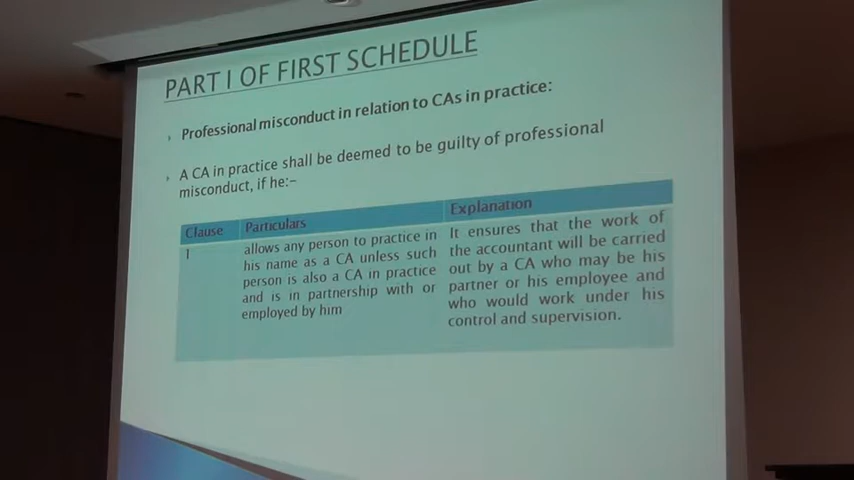 PART I OF FIRST SCHEDULE
Professional misconduct in relation to CAs in practice:
A CA in practice shall be deemed to be guilty of professional
misconduct, if he:–
Clause Particulars Explanation
1
allows any person to practice in
his name as a CA unless such
person is also a CA in practice
and is in partnership with or
employed by him
It ensures that the work of
the accountant will be carried
out by a CA who may be his
partner or his employee and
who would work under his
control and supervision.